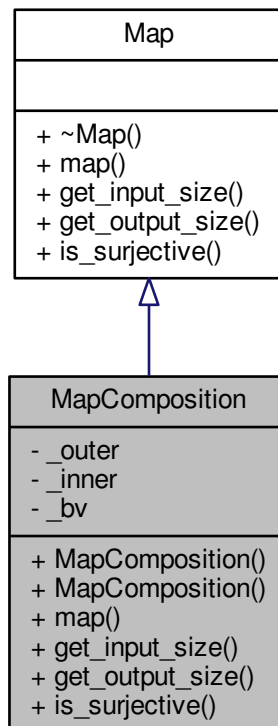 Map
+ ~Map()
+ map()
+ get_input_size()
+ get_output_size()
+ is_surjective()
MapComposition
- _outer
- _inner
- _bv
+ MapComposition()
+ MapComposition()
+ map()
+ get_input_size()
+ get_output_size()
+ is_surjective()